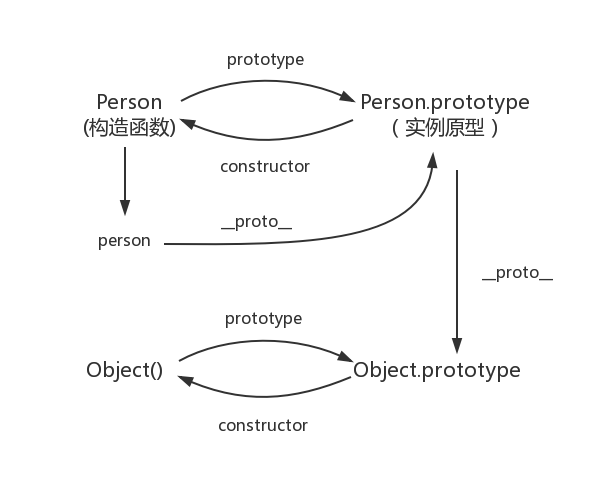 prototype
Person
(构造函数)
Person.prototype
( 实例原型 )
constructor
person
__proto__
__proto__
prototype
Object()
Object.prototype
constructor